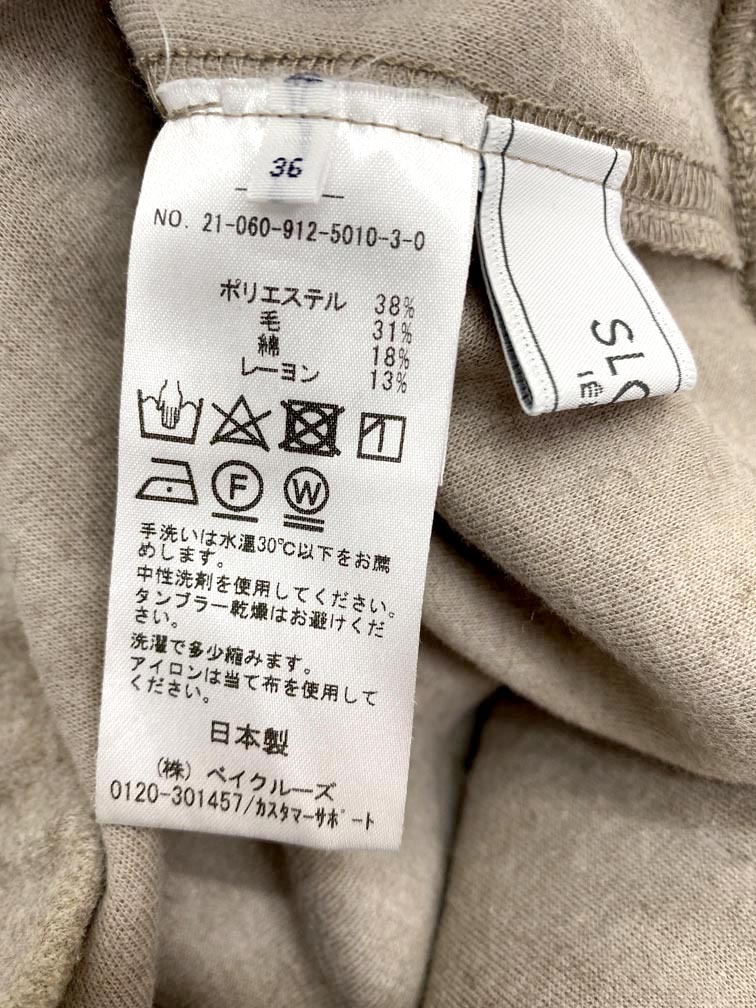 36
NO. 21-060-912-5010-3-0
ポリエステル 38%
毛 31%
綿 18%
レーヨン 13%
F W
手洗いは水温30℃以下をお薦
めします。
中性洗剤を使用してください。
タンブラー乾燥はお避けくだ
さい。
洗濯で多少縮みます。
アイロンは当て布を使用して
ください。
日本製
(株) ベイクルーズ
0120-301457/カスタマーサポート